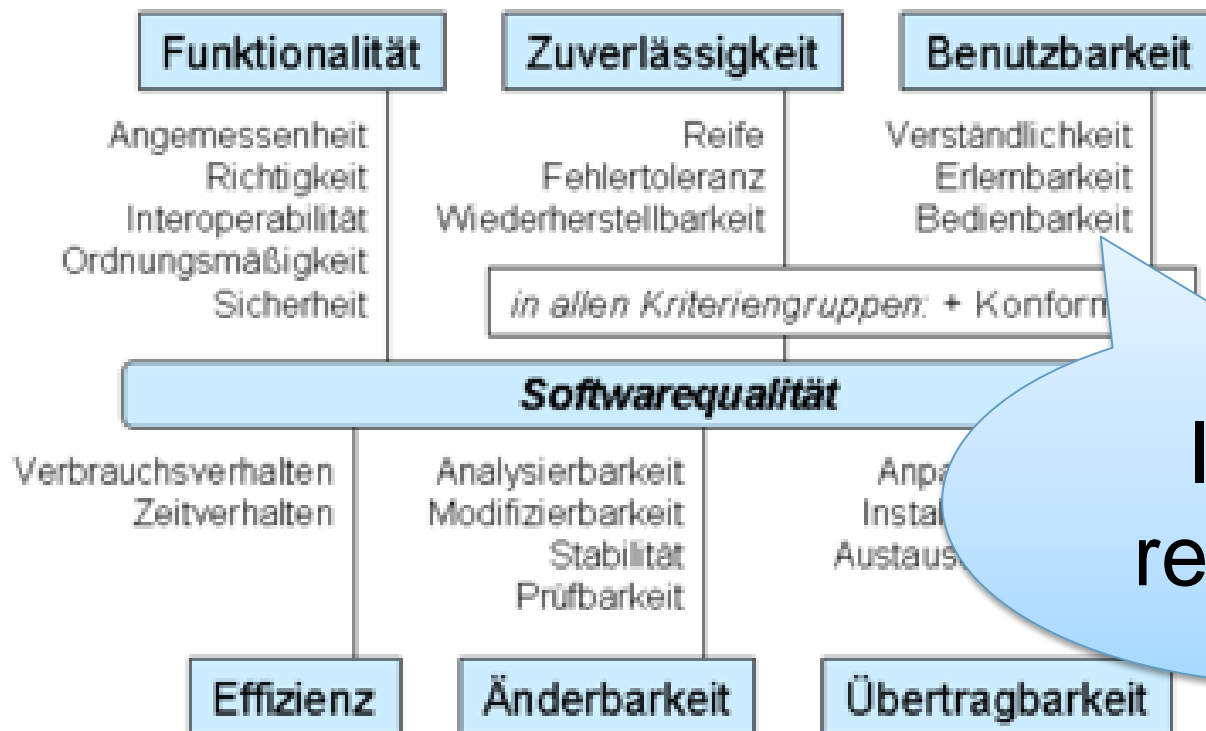 Funktionalität
Angemessenheit
Richtigkeit
Interoperabilität
Ordnungsmäßigkeit
Sicherheit
Zuverlässigkeit
Reife
Fehlertoleranz
Wiederherstellbarkeit
Benutzbarkeit
Verständlichkeit
Erlernbarkeit
Bedienbarkeit
in allen Kriteriengruppen: +
Softwarequalität
Verbrauchsverhalten
Zeitverhalten
Effizienz
Analysierbarkeit
Modifizierbarkeit
Stabilität
Prüfbarkeit
Änderbarkeit
Übertragbarkeit